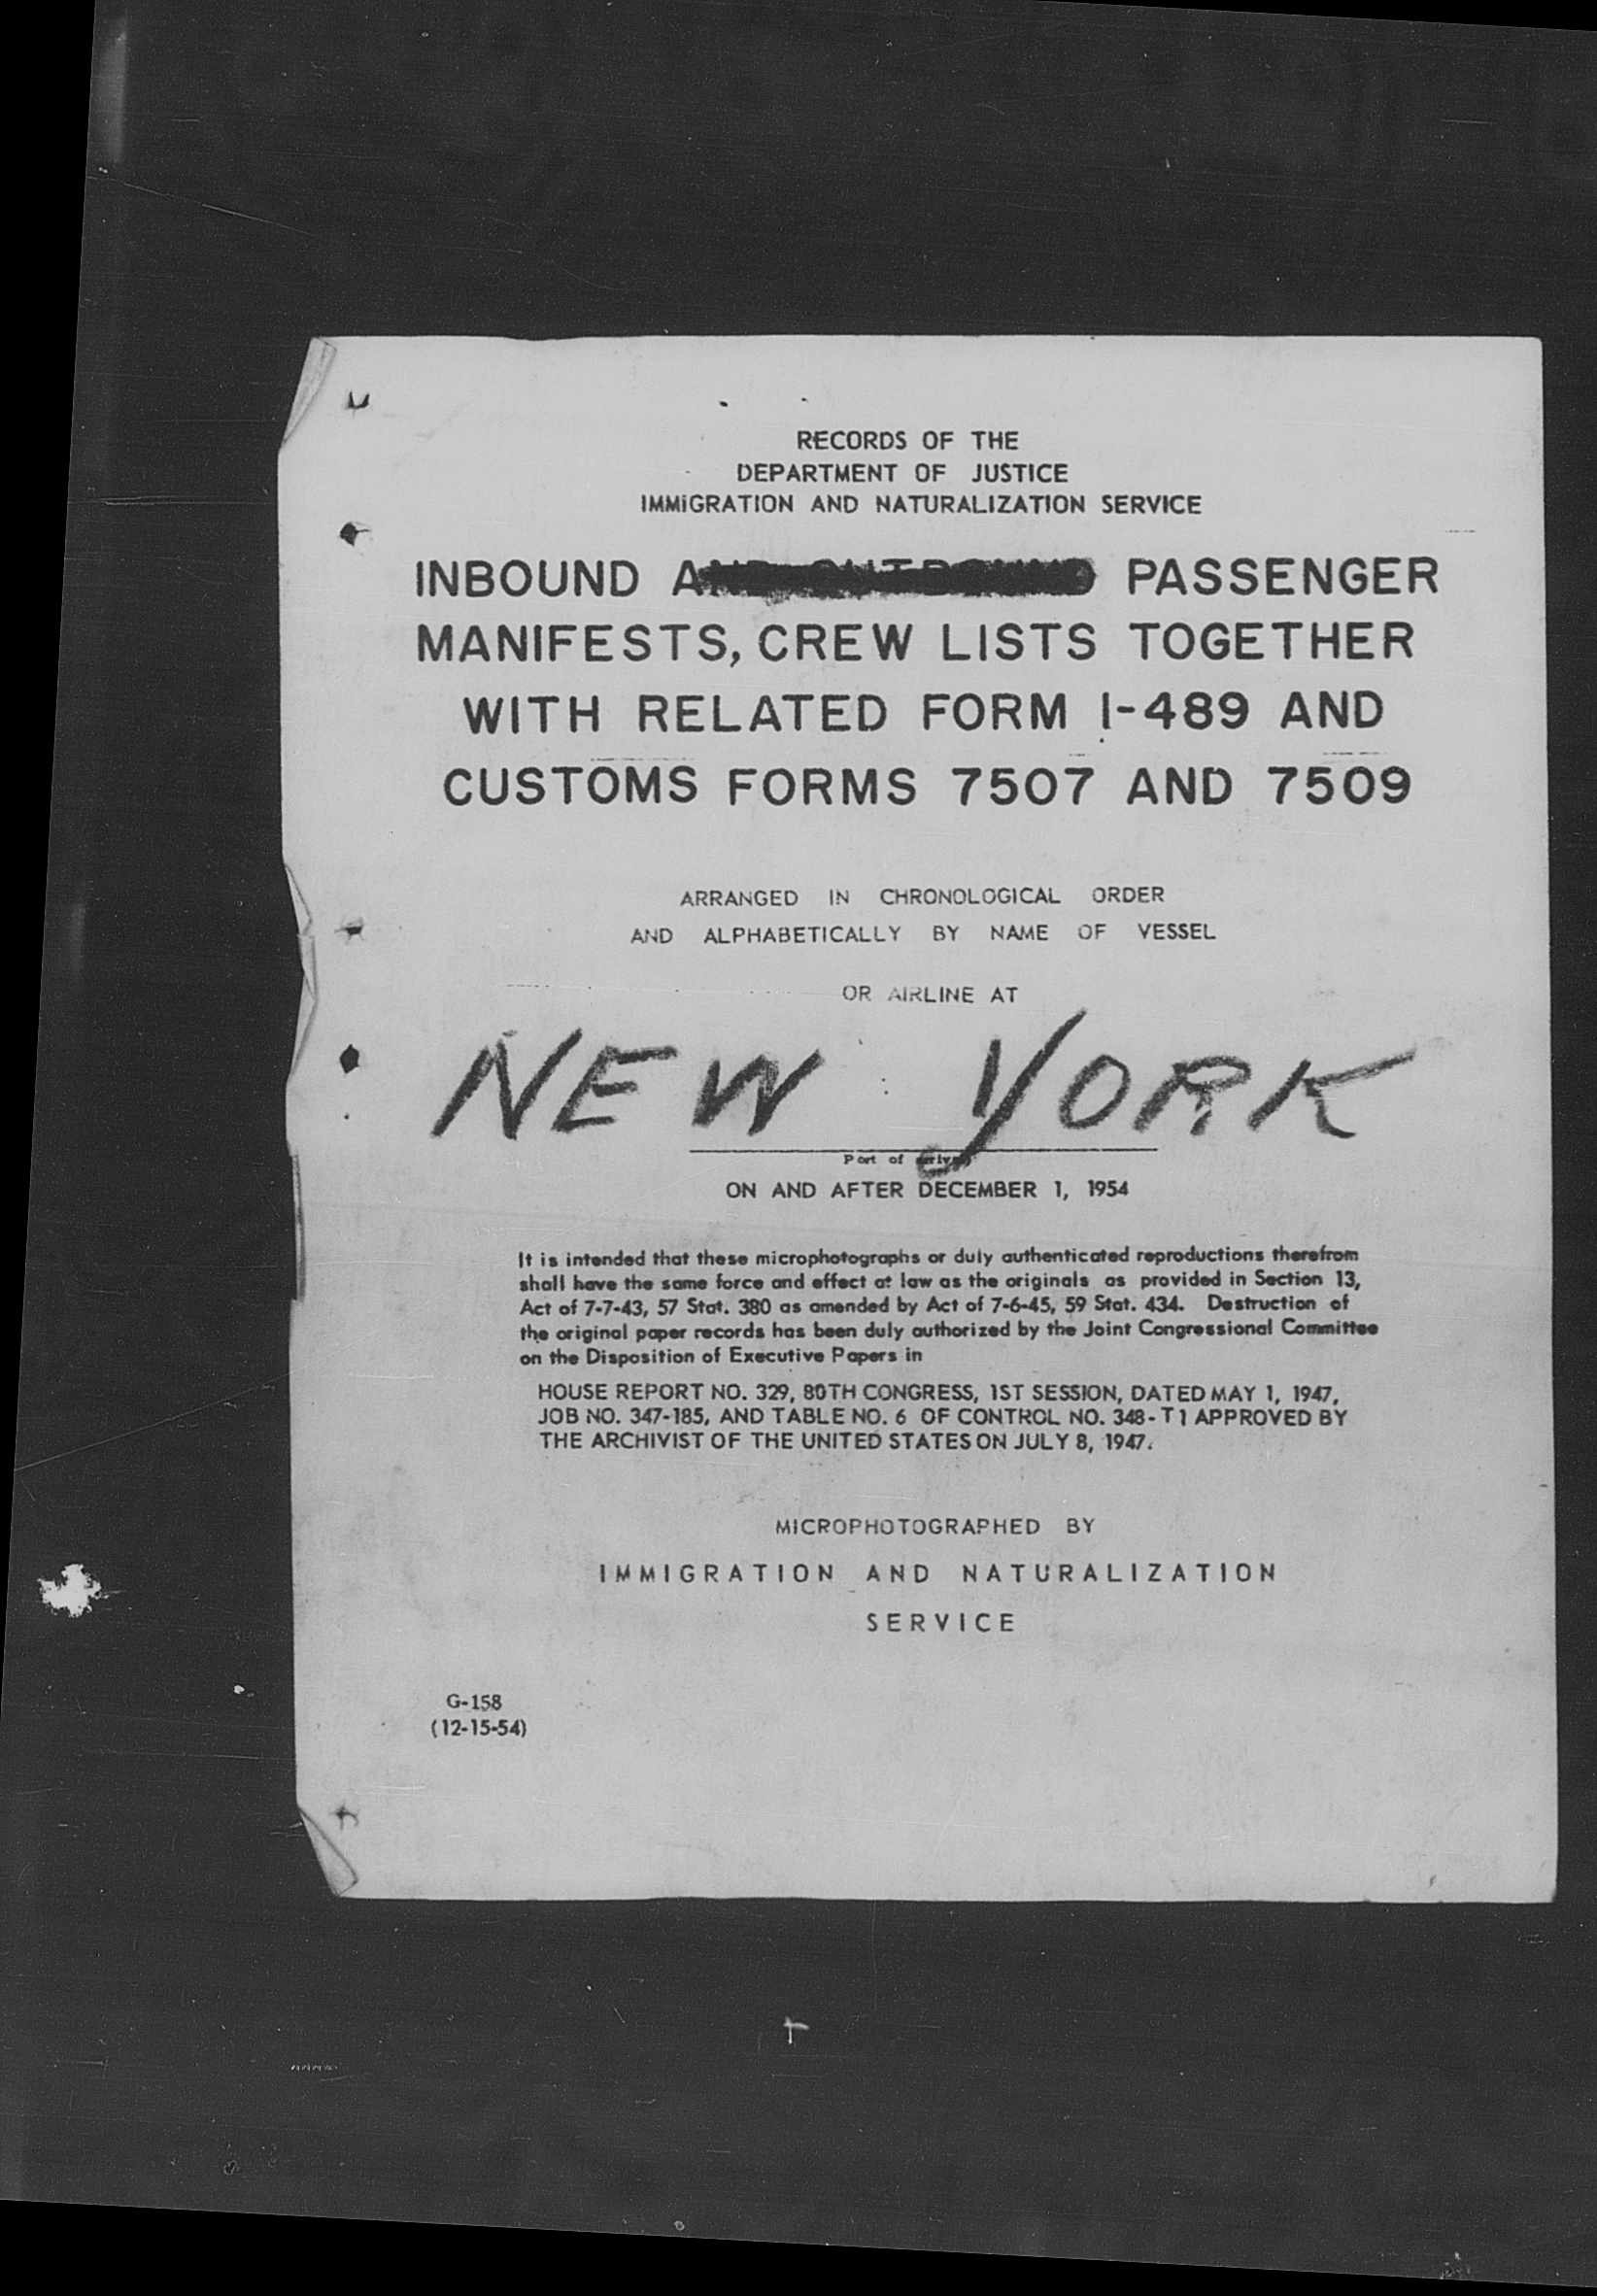 RECORDS OF THE
DEPARTMENT OF JUSTICE
IMMIGRATION AND NATURALIZATION SERVICE
INBOUND AND OUTBOUND PASSENGER
MANIFESTS, CREW LISTS TOGETHER
WITH RELATED FORM I-489 AND
CUSTOMS FORMS 7507 AND 7509
ARRANGED IN CHRONOLOGICAL ORDER
AND ALPHABETICALLY BY NAME OF VESSEL
OR AIRLINE AT
NEW YORK
Port of arrival
ON AND AFTER DECEMBER 1, 1954
It is intended that these microphotographs or duly authenticated reproductions therefrom
shall have the same force and effect at law as the originals as provided in Section 13,
Act of 7-7-43, 57 Stat. 380 as amended by Act of 7-6-45, 59 Stat. 434. Destruction of
the original paper records has been duly authorized by the Joint Congressional Committee
on the Disposition of Executive Papers in
HOUSE REPORT NO. 329, 80TH CONGRESS, 1ST SESSION, DATED MAY 1, 1947,
JOB NO. 347-185, AND TABLE NO. 6 OF CONTROL NO. 348-T1 APPROVED BY
THE ARCHIVIST OF THE UNITED STATES ON JULY 8, 1947.
MICROPHOTOGRAPHED BY
IMMIGRATION AND NATURALIZATION
SERVICE
G-158
(12-15-54)